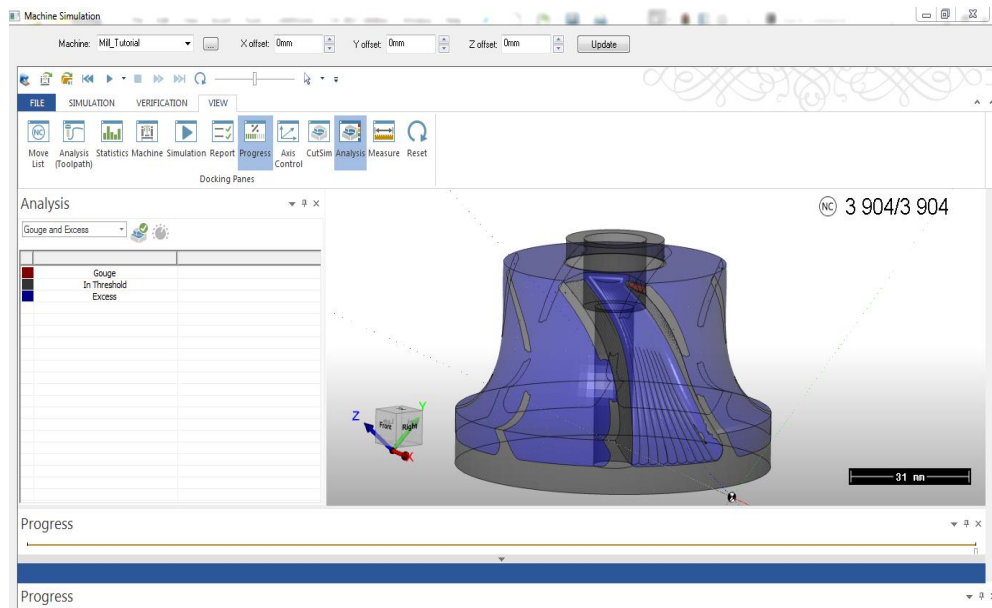 Machine Simulation
Machine: Mill_Tutorial ... X offset: 0mm Y offset: 0mm Z offset: 0mm Update
FILE SIMULATION VERIFICATION VIEW
NC
Move List Analysis (Toolpath) Statistics Machine Simulation Report Progress Axis Control CutSim Analysis Measure Reset
Docking Panes
Analysis
NC 3 904/3 904
Gouge and Excess
Gouge
In Threshold
Excess
Z Y
Front Right
X
31 mm
Progress
Progress